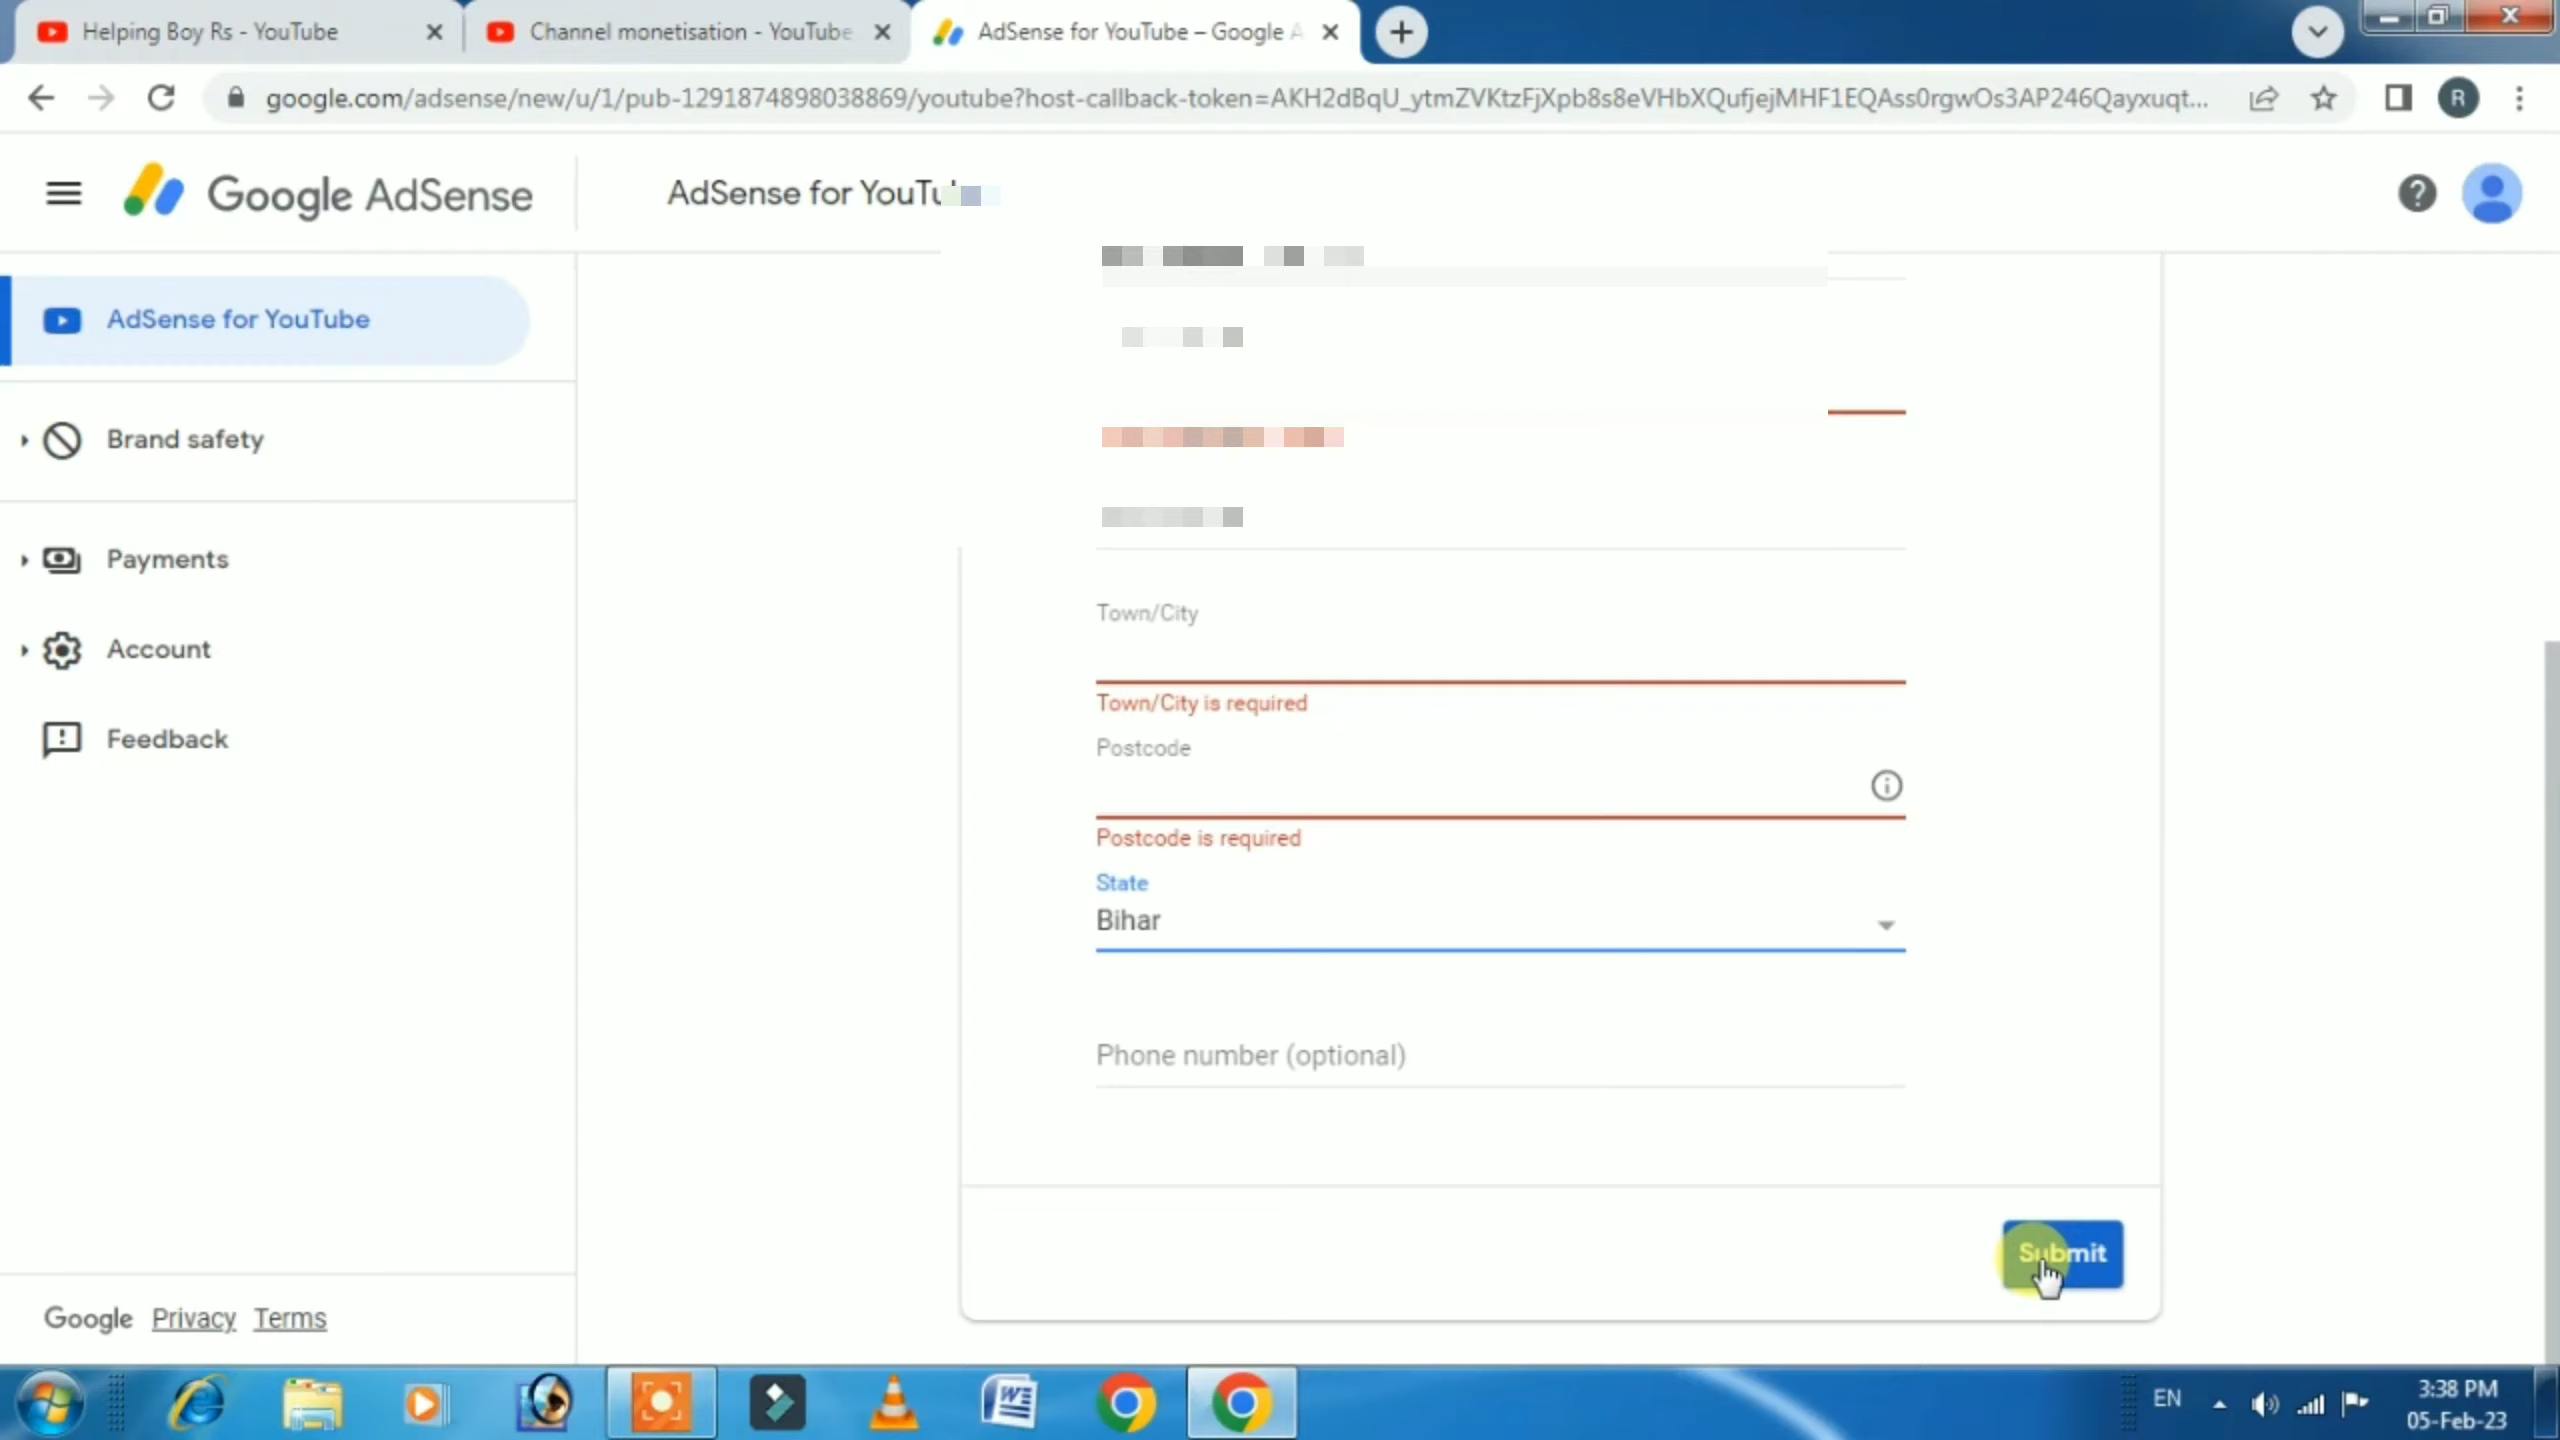 Helping Boy Rs - YouTube
Channel monetisation - YouTube
AdSense for YouTube – Google A
google.com/adsense/new/u/1/pub-1291874898038869/youtube?host-callback-token=AKH2dBqU_ytmZVKtzFjXpb8s8eVHbXQufjejMHF1EQAss0rgwOs3AP246Qayxuqt...
R
Google AdSense
AdSense for YouTu
AdSense for YouTube
Brand safety
Payments
Account
Feedback
Town/City
Town/City is required
Postcode
Postcode is required
State
Bihar
Phone number (optional)
Submit
Google Privacy Terms
EN
3:38 PM
05-Feb-23